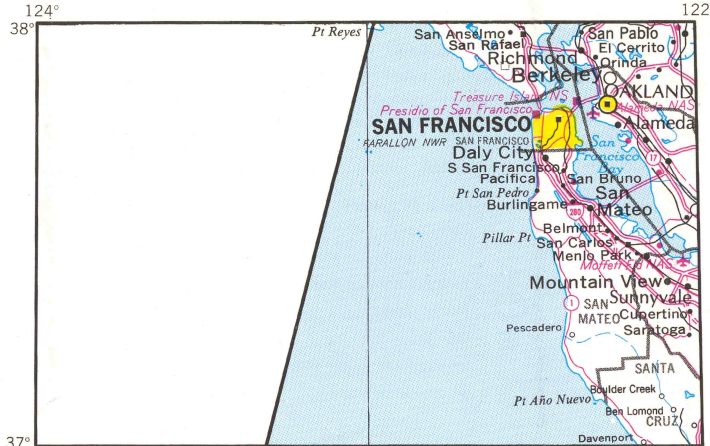 124°
122
38°
Pt Reyes
San Anselmo
San Pablo
San Rafael
El Cerrito
Richmond
Orinda
Berkeley
OAKLAND
Treasure Island NS
Alameda NAS
Presidio of San Francisco
SAN FRANCISCO
Alameda
FARALLON NWR
SAN FRANCISCO
San
Francisco
Bay
Daly City
17
S San Francisco
Pacifica
San Bruno
Pt San Pedro
San
Mateo
Burlingame
280
Belmont
Pillar Pt
San Carlos
Menlo Park
Moffett Fd NAS
Mountain View
Sunnyvale
1
SAN
MATEO
Cupertino
Pescadero
Saratoga
SANTA
CRUZ
Boulder Creek
Pt Año Nuevo
Ben Lomond
Davenport
37°